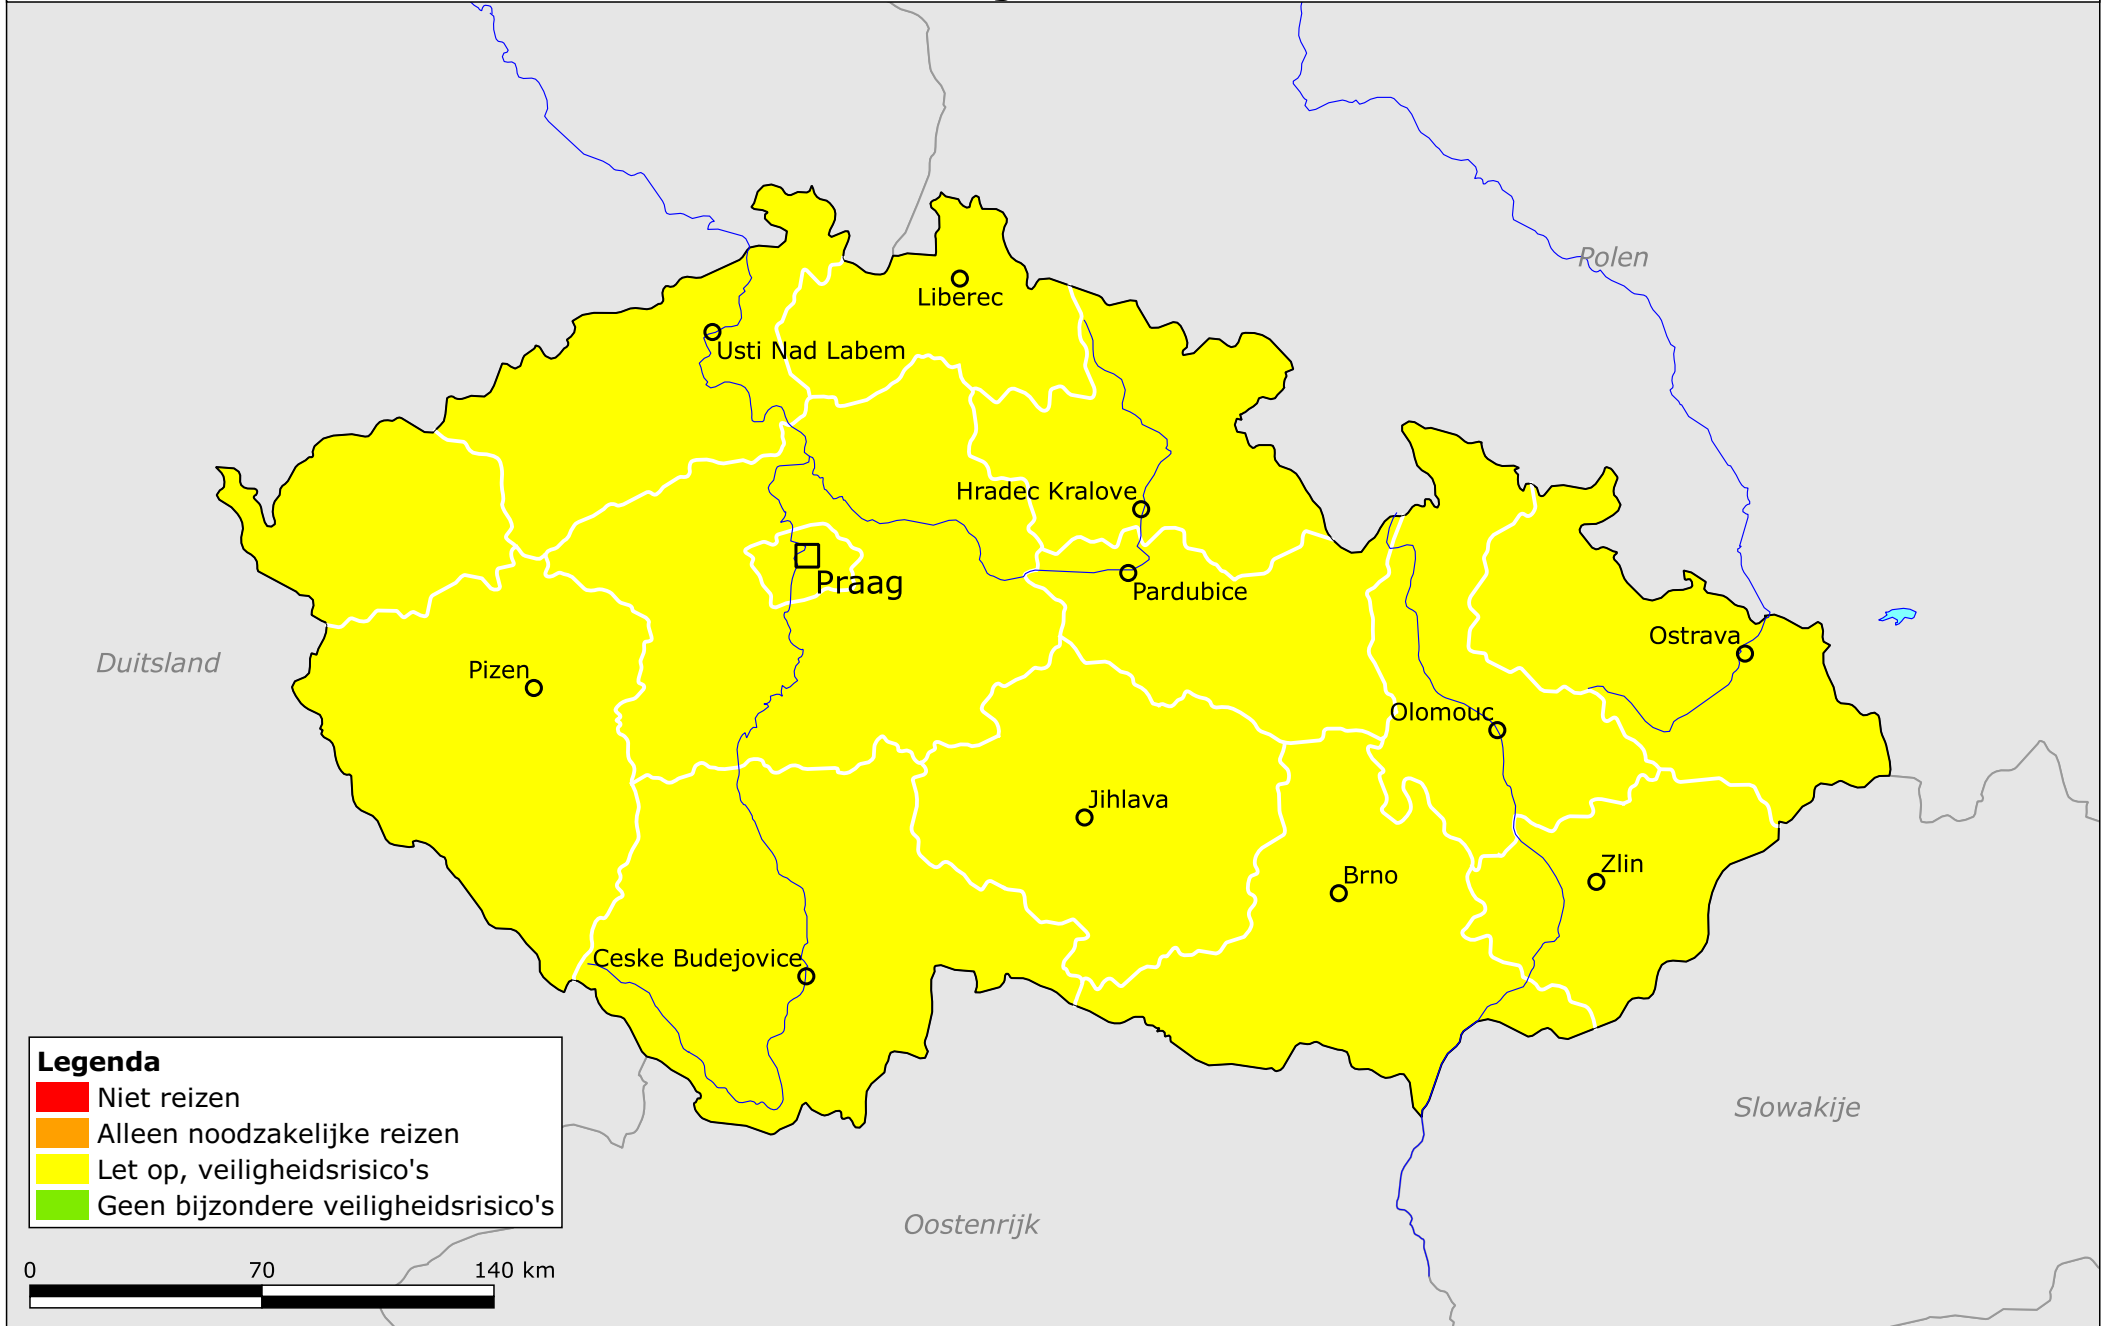 Polen
Liberec
Usti Nad Labem
Hradec Kralove
Praag
Pardubice
Ostrava
Duitsland
Pizen
Olomouc
Jihlava
Zlin
Brno
Ceske Budejovice
Legenda
Niet reizen
Alleen noodzakelijke reizen
Let op, veiligheidsrisico's
Geen bijzondere veiligheidsrisico's
Slowakije
Oostenrijk
0 70 140 km